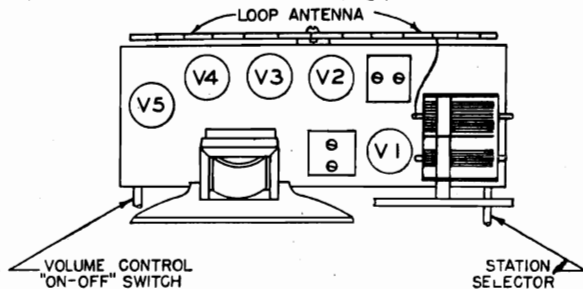 LOOP ANTENNA
V5
V4
V3
V2
V1
VOLUME CONTROL
"ON-OFF" SWITCH
STATION
SELECTOR